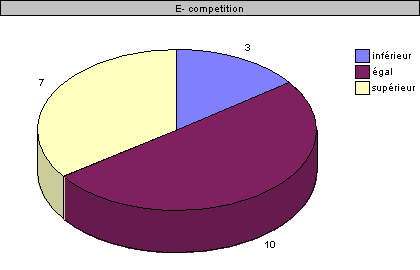 E- competition
3
inférieur
égal
supérieur
7
10